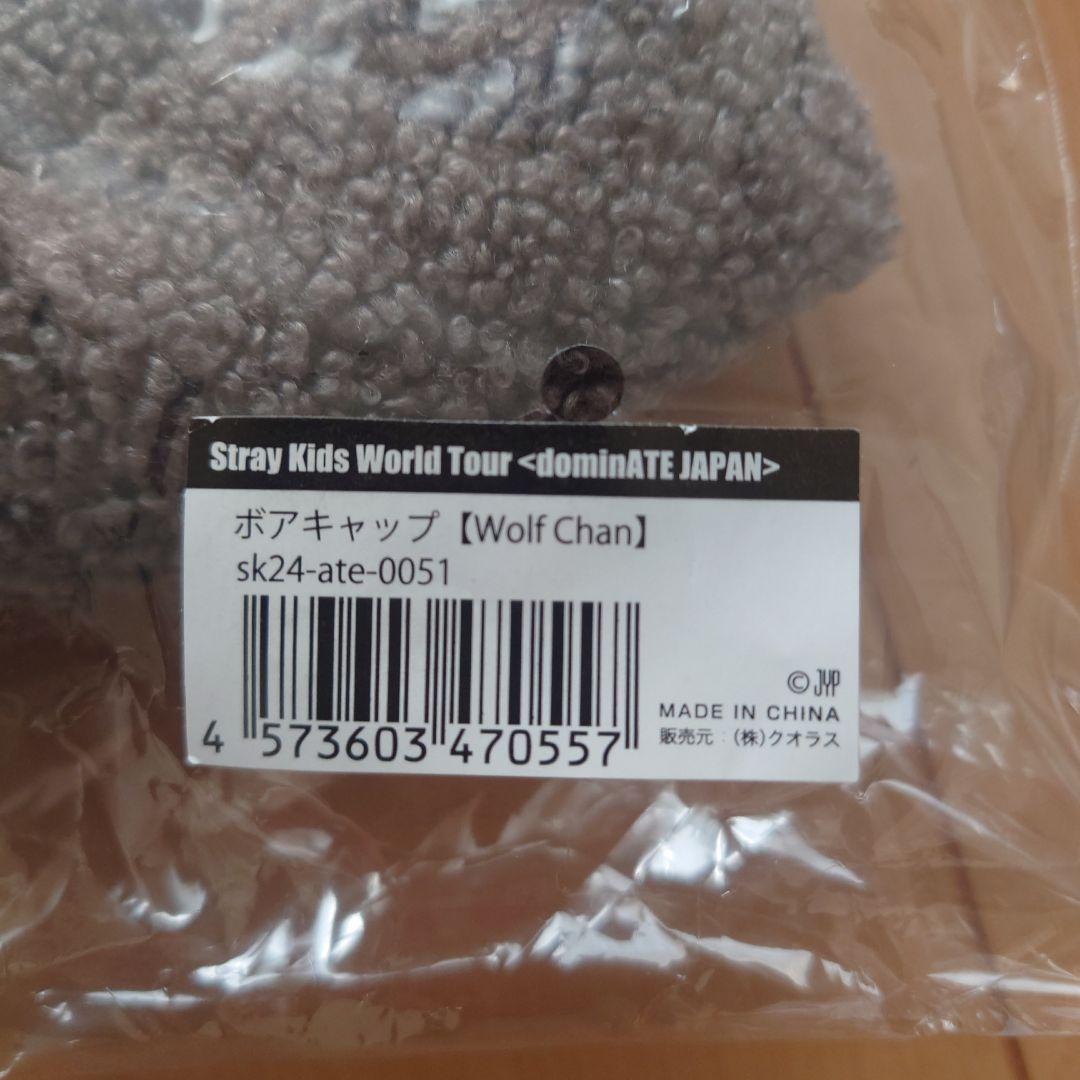 Stray Kids World Tour <dominATE JAPAN>
ボアキャップ【Wolf Chan】
sk24-ate-0051
4 573603 470557
© JYP
MADE IN CHINA
販売元：(株)クオラス